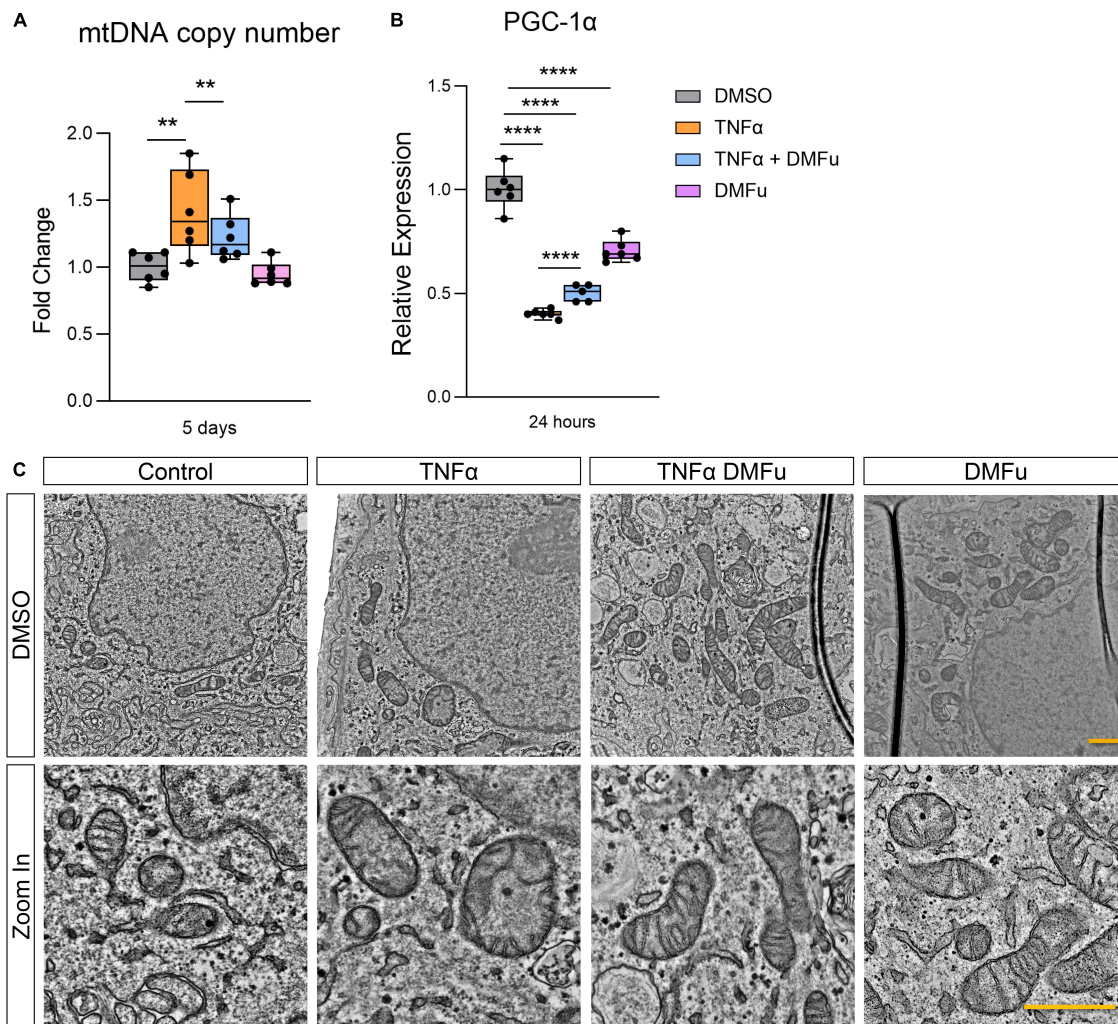 A
mtDNA copy number
**
**
Fold Change
2.0
1.5
1.0
0.5
0.0
5 days
B
PGC-1α
****
****
****
****
Relative Expression
1.5
1.0
0.5
0.0
24 hours
DMSO
TNFα
TNFα + DMFu
DMFu
C
Control
TNFα
TNFα DMFu
DMFu
DMSO
Zoom In